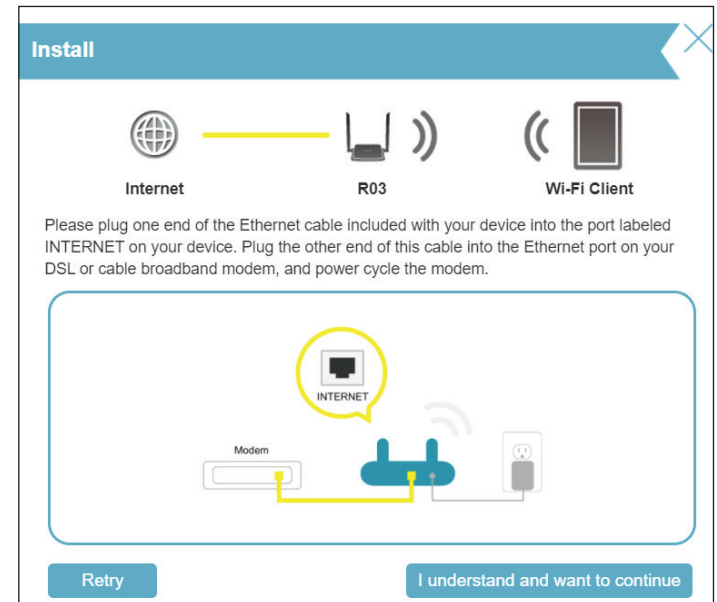 Install
Internet
R03
Wi-Fi Client
Please plug one end of the Ethernet cable included with your device into the port labeled
INTERNET on your device. Plug the other end of this cable into the Ethernet port on your
DSL or cable broadband modem, and power cycle the modem.
INTERNET
Modem
Retry
I understand and want to continue